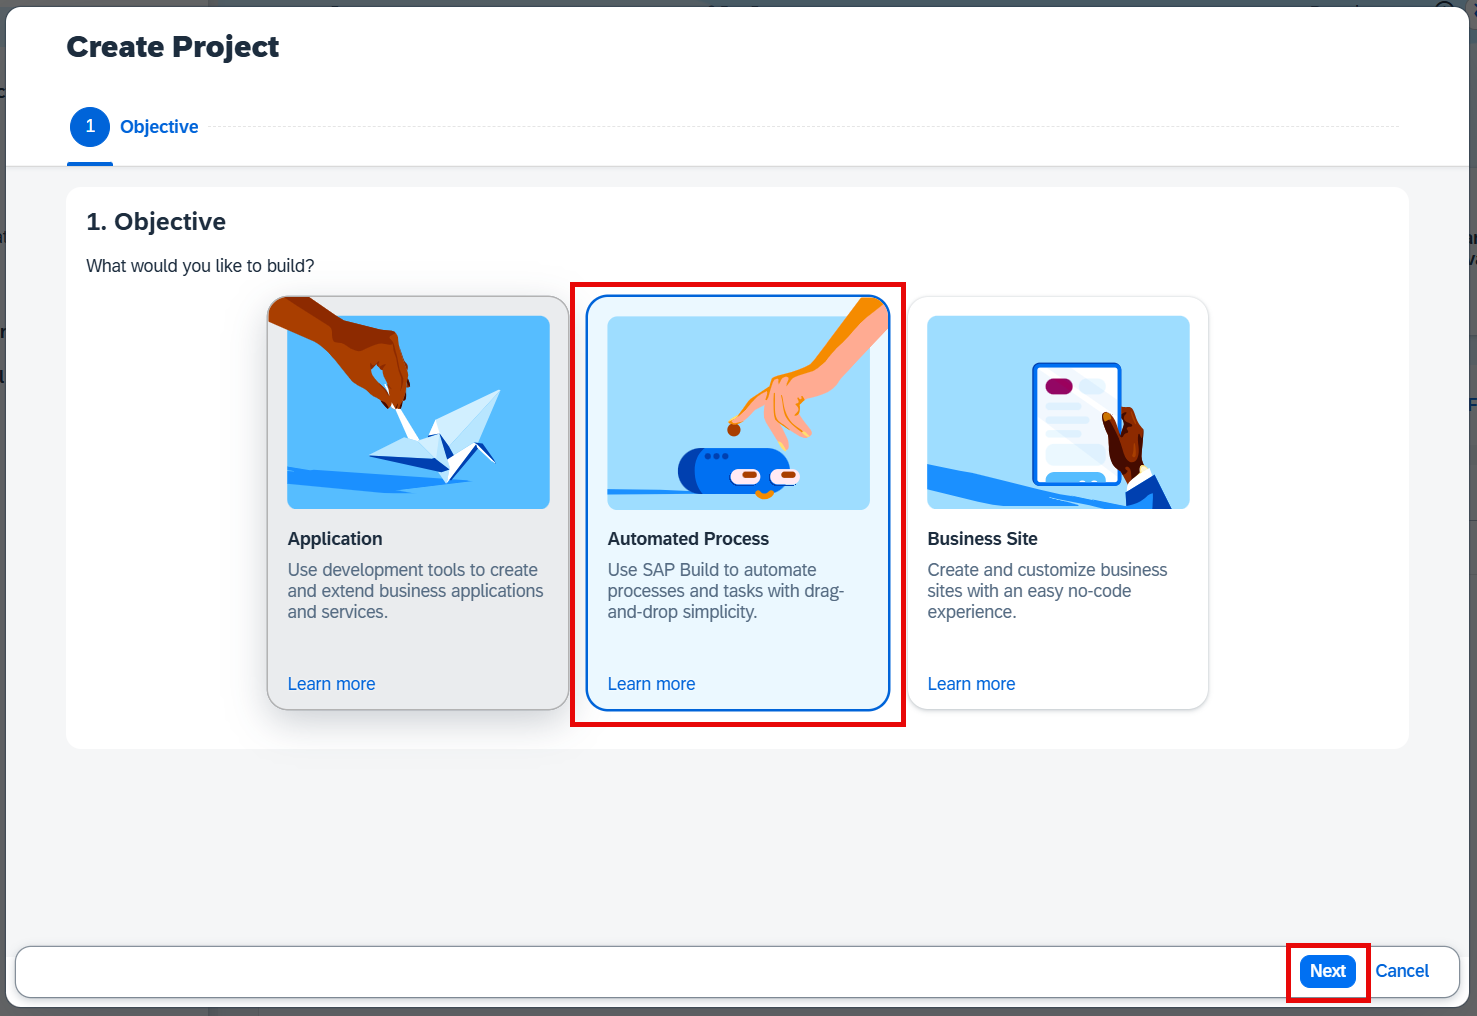 Create Project
1 Objective
1. Objective
What would you like to build?
Application
Use development tools to create
and extend business applications
and services.
Learn more
Automated Process
Use SAP Build to automate
processes and tasks with drag-
and-drop simplicity.
Learn more
Business Site
Create and customize business
sites with an easy no-code
experience.
Learn more
Next Cancel